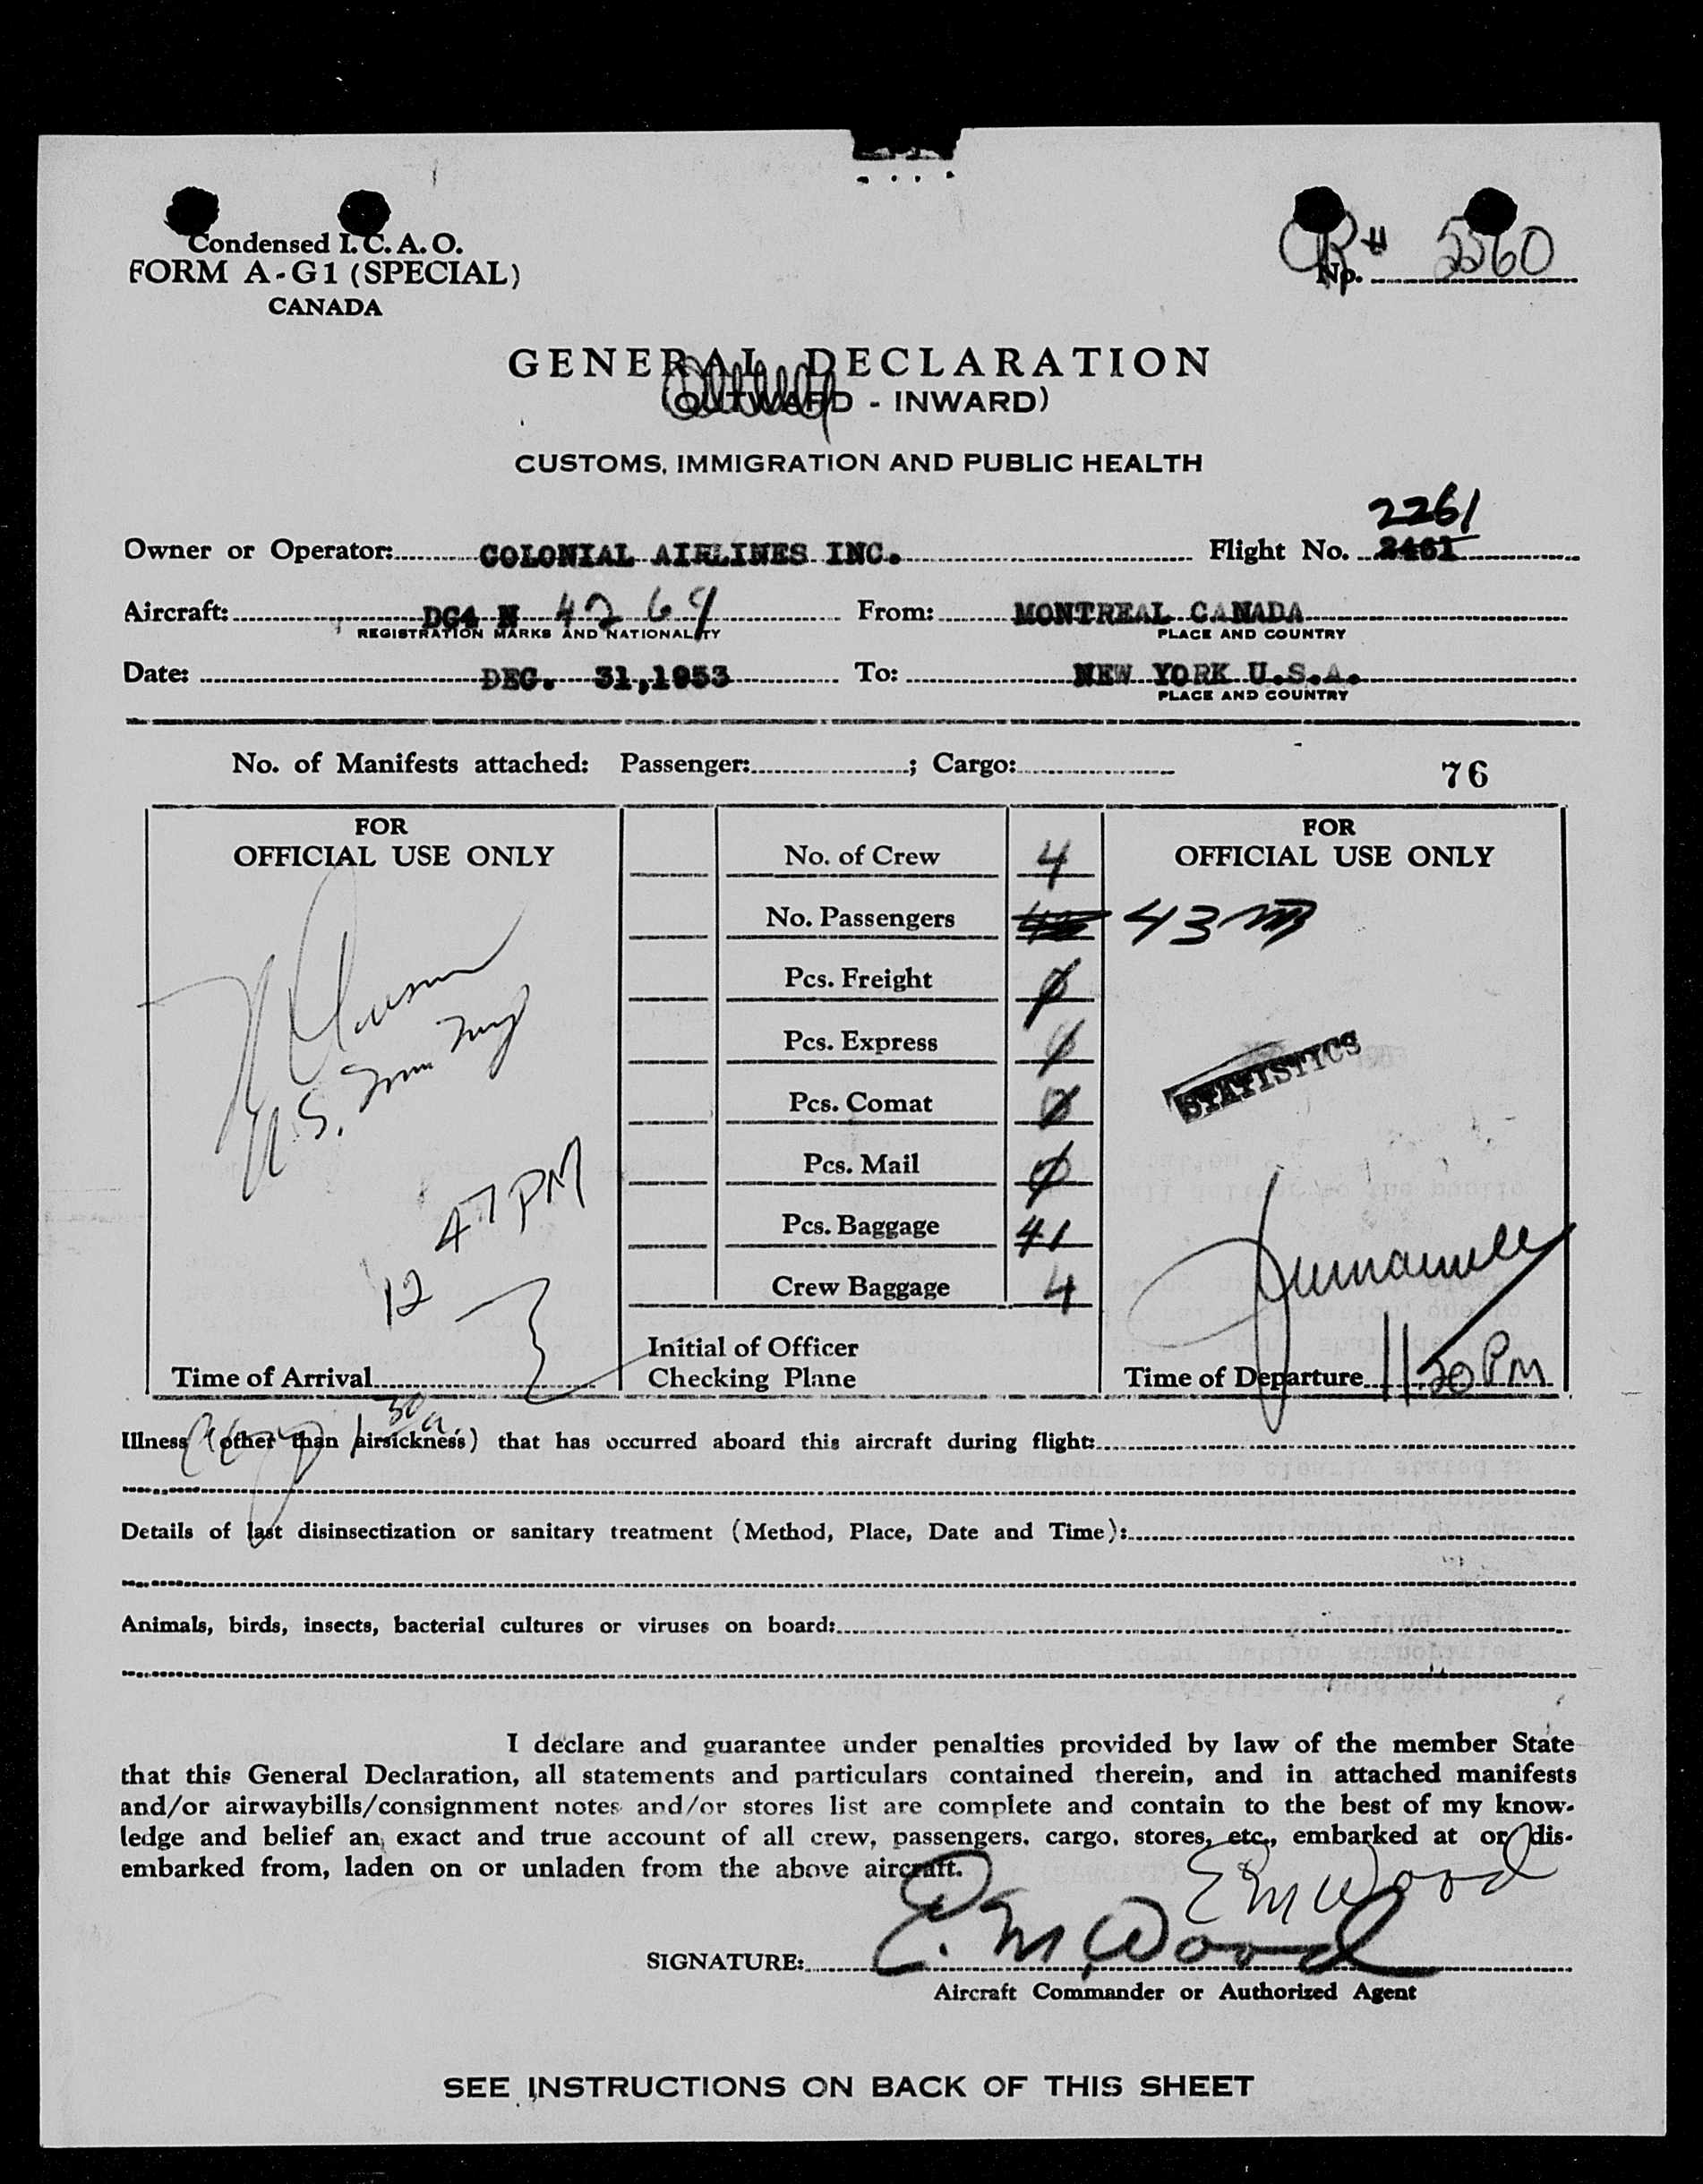 Condensed I. C. A. O.
FORM A-G1 (SPECIAL)
CANADA
No. 5560
GENERAL DECLARATION
(OUTWARD - INWARD)
CUSTOMS, IMMIGRATION AND PUBLIC HEALTH
2261
Owner or Operator: COLONIAL AIRLINES INC. Flight No. 2461
Aircraft: DC4 N 4269 From: MONTREAL CANADA
REGISTRATION MARKS AND NATIONALITY PLACE AND COUNTRY
Date: DEC. 31,1953 To: NEW YORK U.S.A.
PLACE AND COUNTRY
No. of Manifests attached: Passenger: ; Cargo: 76
FOR
OFFICIAL USE ONLY
U.S.
12 47 PM
Time of Arrival
No. of Crew 4
No. Passengers 43
Pcs. Freight 0
Pcs. Express 0
Pcs. Comat 0
Pcs. Mail 0
Pcs. Baggage 41
Crew Baggage 4
Initial of Officer
Checking Plane
FOR
OFFICIAL USE ONLY
STATISTICS
Time of Departure 1120 PM
Illness (other than airsickness) that has occurred aboard this aircraft during flight:
Details of last disinsectization or sanitary treatment (Method, Place, Date and Time):
Animals, birds, insects, bacterial cultures or viruses on board:
I declare and guarantee under penalties provided by law of the member State
that this General Declaration, all statements and particulars contained therein, and in attached manifests
and/or airwaybills/consignment notes and/or stores list are complete and contain to the best of my know-
ledge and belief an exact and true account of all crew, passengers, cargo, stores, etc., embarked at or dis-
embarked from, laden on or unladen from the above aircraft.
E M Wood
SIGNATURE: E. M. Wood
Aircraft Commander or Authorized Agent
SEE INSTRUCTIONS ON BACK OF THIS SHEET